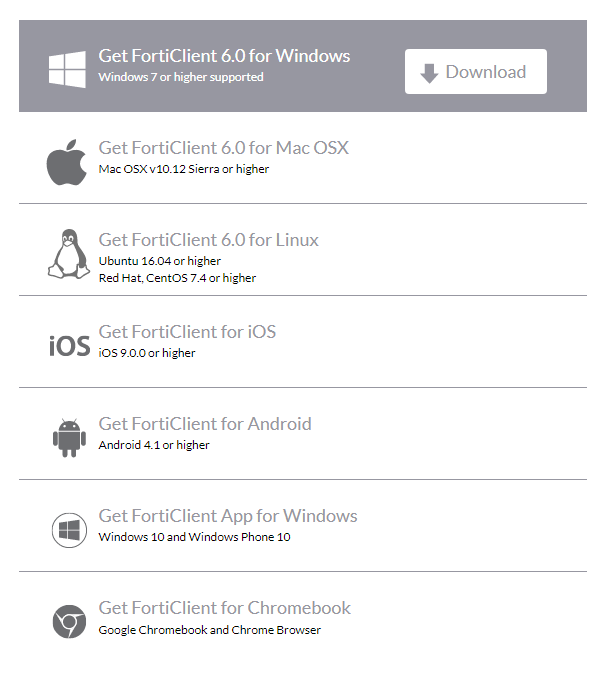 Get FortiClient 6.0 for Windows
Windows 7 or higher supported
Download
Get FortiClient 6.0 for Mac OSX
Mac OSX v10.12 Sierra or higher
Get FortiClient 6.0 for Linux
Ubuntu 16.04 or higher
Red Hat, CentOS 7.4 or higher
iOS
Get FortiClient for iOS
iOS 9.0.0 or higher
Get FortiClient for Android
Android 4.1 or higher
Get FortiClient App for Windows
Windows 10 and Windows Phone 10
Get FortiClient for Chromebook
Google Chromebook and Chrome Browser